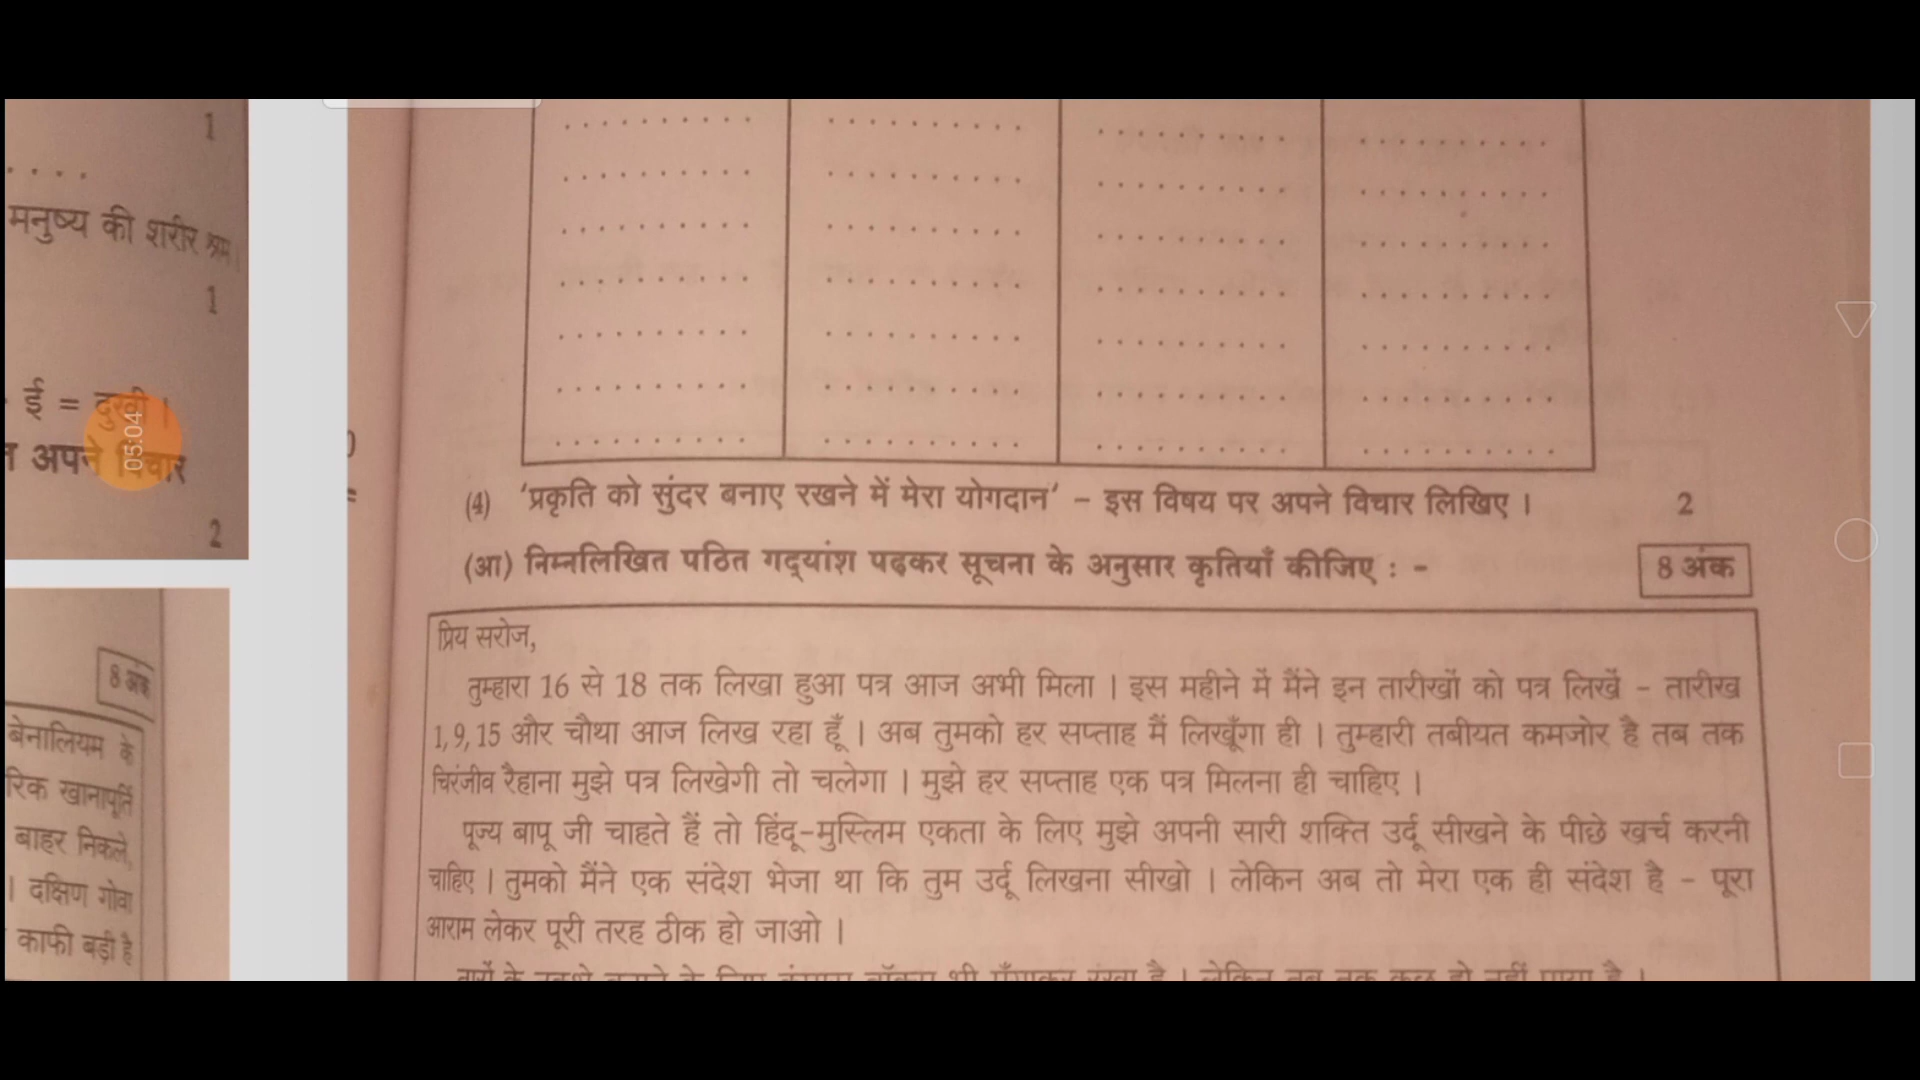 1
मनुष्य की शरीर श्रम।
1
ई = दुखी ।
05:04
अपने विचार
2
8 अंक
बेनालियम के
रिक खानापूर्ति
बाहर निकले,
। दक्षिण गोवा
काफी बड़ी है
(4) 'प्रकृति को सुंदर बनाए रखने में मेरा योगदान' – इस विषय पर अपने विचार लिखिए । 2
(आ) निम्नलिखित पठित गद्‌यांश पढ़कर सूचना के अनुसार कृतियाँ कीजिए : - 8 अंक
प्रिय सरोज,
तुम्हारा 16 से 18 तक लिखा हुआ पत्र आज अभी मिला । इस महीने में मैंने इन तारीखों को पत्र लिखें – तारीख
1, 9, 15 और चौथा आज लिख रहा हूँ । अब तुमको हर सप्ताह मैं लिखूँगा ही । तुम्हारी तबीयत कमजोर है तब तक
चिरंजीव रैहाना मुझे पत्र लिखेगी तो चलेगा । मुझे हर सप्ताह एक पत्र मिलना ही चाहिए ।
पूज्य बापू जी चाहते हैं तो हिंदू-मुस्लिम एकता के लिए मुझे अपनी सारी शक्ति उर्दू सीखने के पीछे खर्च करनी
चाहिए । तुमको मैंने एक संदेश भेजा था कि तुम उर्दू लिखना सीखो । लेकिन अब तो मेरा एक ही संदेश है – पूरा
आराम लेकर पूरी तरह ठीक हो जाओ ।